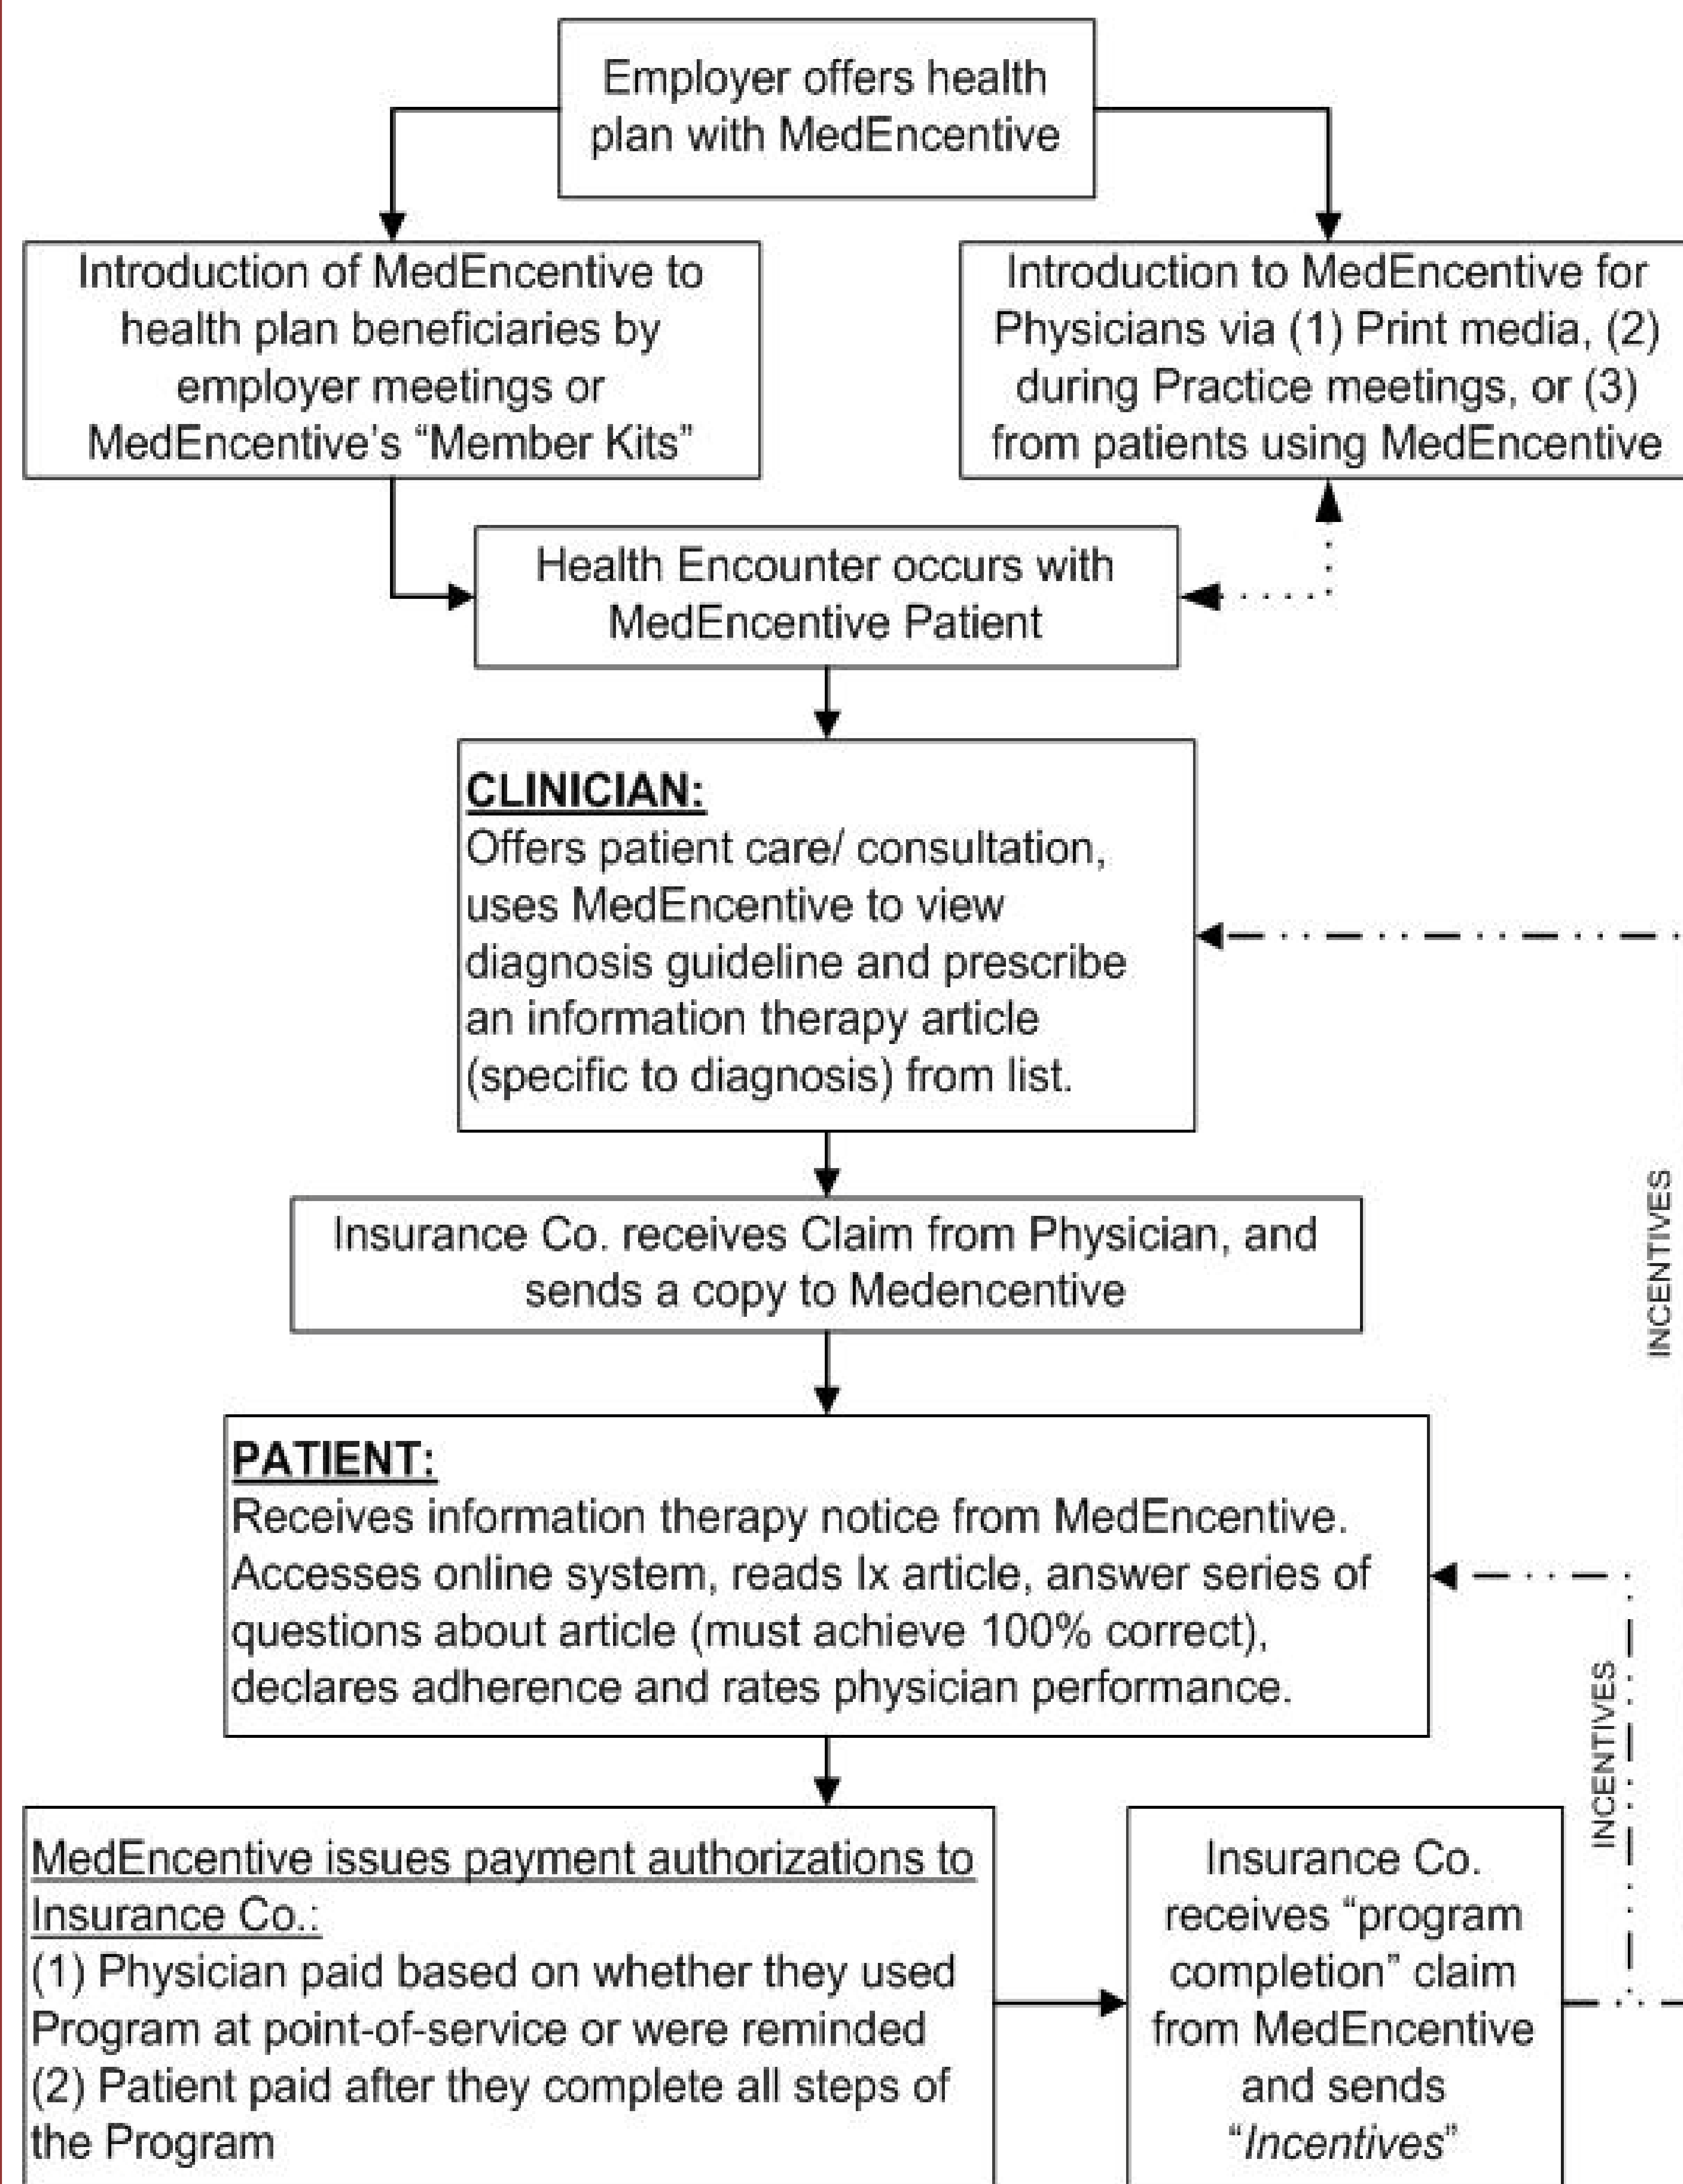 Employer offers health
plan with MedEncentive
Introduction of MedEncentive to
health plan beneficiaries by
employer meetings or
MedEncentive’s “Member Kits”
Introduction to MedEncentive for
Physicians via (1) Print media, (2)
during Practice meetings, or (3)
from patients using MedEncentive
Health Encounter occurs with
MedEncentive Patient
CLINICIAN:
Offers patient care/ consultation,
uses MedEncentive to view
diagnosis guideline and prescribe
an information therapy article
(specific to diagnosis) from list.
Insurance Co. receives Claim from Physician, and
sends a copy to Medencentive
INCENTIVES
PATIENT:
Receives information therapy notice from MedEncentive.
Accesses online system, reads Ix article, answer series of
questions about article (must achieve 100% correct),
declares adherence and rates physician performance.
INCENTIVES
MedEncentive issues payment authorizations to
Insurance Co.:
(1) Physician paid based on whether they used
Program at point-of-service or were reminded
(2) Patient paid after they complete all steps of
the Program
Insurance Co.
receives “program
completion” claim
from MedEncentive
and sends
“Incentives”